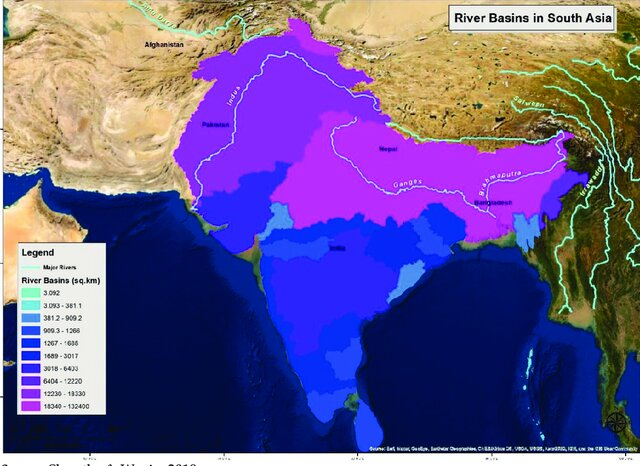 River Basins in South Asia
Amu Darya
Afghanistan
Indus
Pakistan
Nepal
Salween
Ganges
Brahmaputra
Bangladesh
Irrawaddy
India
Legend
Major Rivers
River Basins (sq.km)
3.092
3.093 - 381.1
381.2 - 909.2
909.3 - 1266
1267 - 1688
1689 - 3017
3018 - 6403
6404 - 12220
12230 - 18330
18340 - 132400